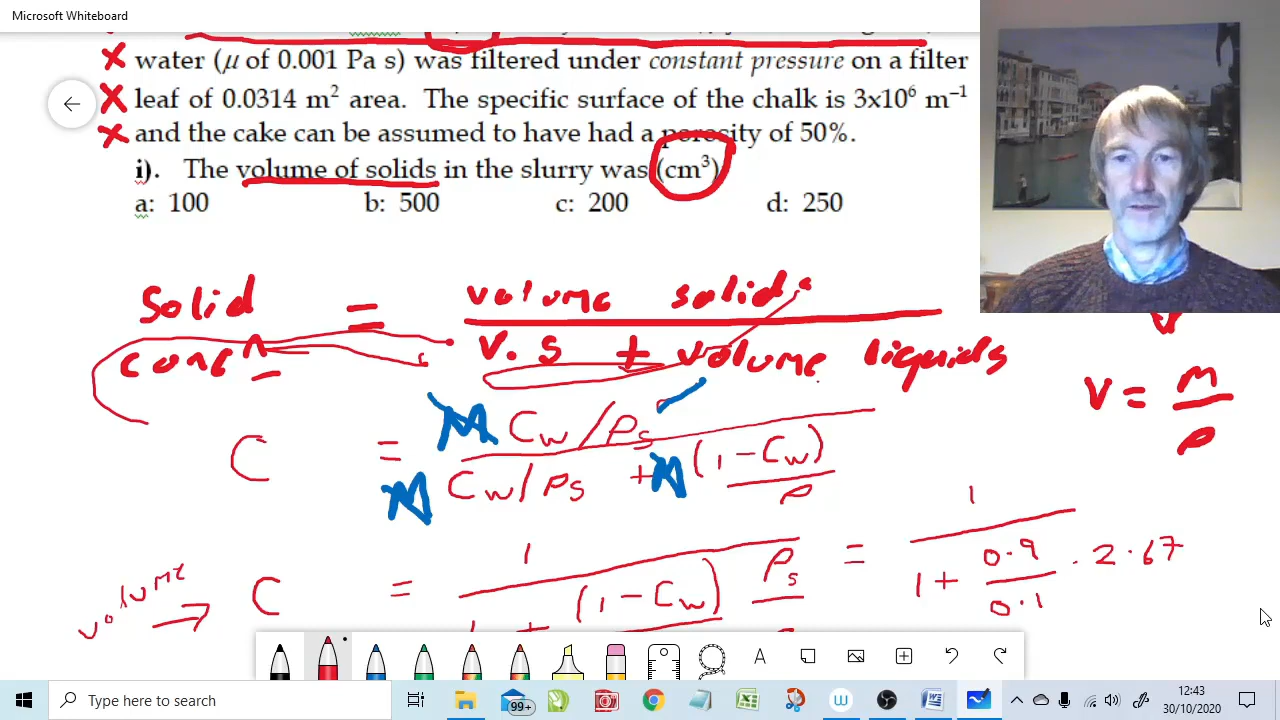 Microsoft Whiteboard
water (μ of 0.001 Pa s) was filtered under constant pressure on a filter
leaf of 0.0314 m² area. The specific surface of the chalk is 3x10⁶ m⁻¹
and the cake can be assumed to have had a porosity of 50%.
i). The volume of solids in the slurry was (cm³)
a: 100 b: 500 c: 200 d: 250
Solid = volume solids
concⁿ V.S + volume liquids
V = M / ρ
C = M Cw/ρs
M Cw/ρs + M (1 - Cw) / ρ
volume → C = 1 / (1 - Cw) ρs = 1 / 1 + 0.9 / 0.1 . 2.67
A
99+
Type here to search
W
12:43
30/10/2020